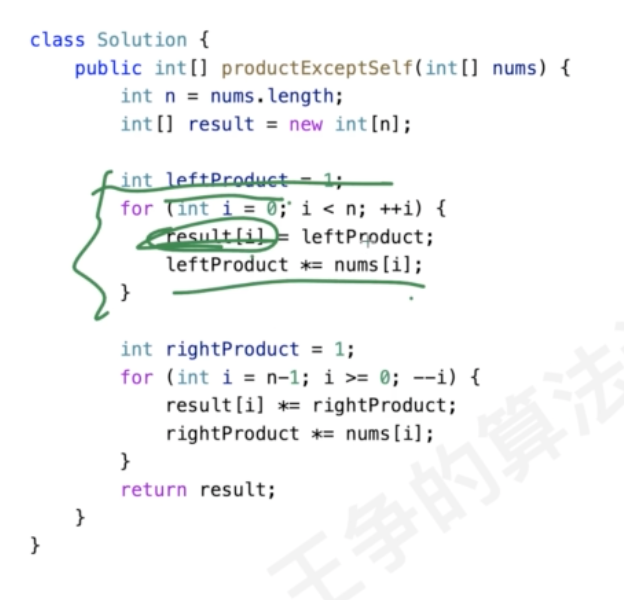 class Solution {
    public int[] productExceptSelf(int[] nums) {
        int n = nums.length;
        int[] result = new int[n];
        int leftProduct = 1;
        for (int i = 0; i < n; ++i) {
            result[i] = leftProduct;
            leftProduct *= nums[i];
        }
        int rightProduct = 1;
        for (int i = n-1; i >= 0; --i) {
            result[i] *= rightProduct;
            rightProduct *= nums[i];
        }
        return result;
    }
}
王争的算法